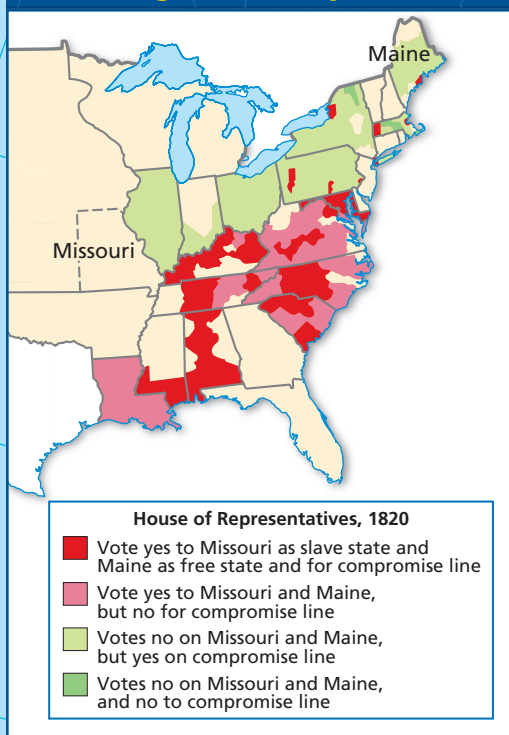 Maine
Missouri
House of Representatives, 1820
Vote yes to Missouri as slave state and
Maine as free state and for compromise line
Vote yes to Missouri and Maine,
but no for compromise line
Votes no on Missouri and Maine,
but yes on compromise line
Votes no on Missouri and Maine,
and no to compromise line